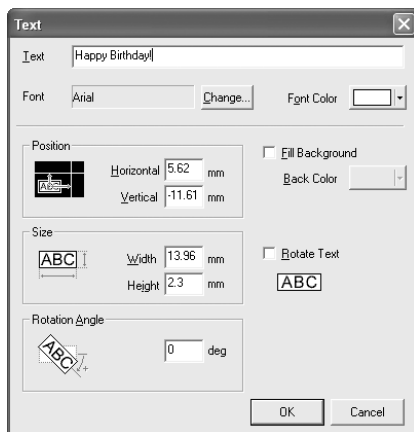 Text
Text Happy Birthday!
Font Arial Change... Font Color
Position
Horizontal 5.62 mm
Vertical -11.61 mm
ABC
Fill Background
Back Color
Size
ABC
Width 13.96 mm
Height 2.3 mm
Rotate Text
ABC
Rotation Angle
ABC
0 deg
OK Cancel